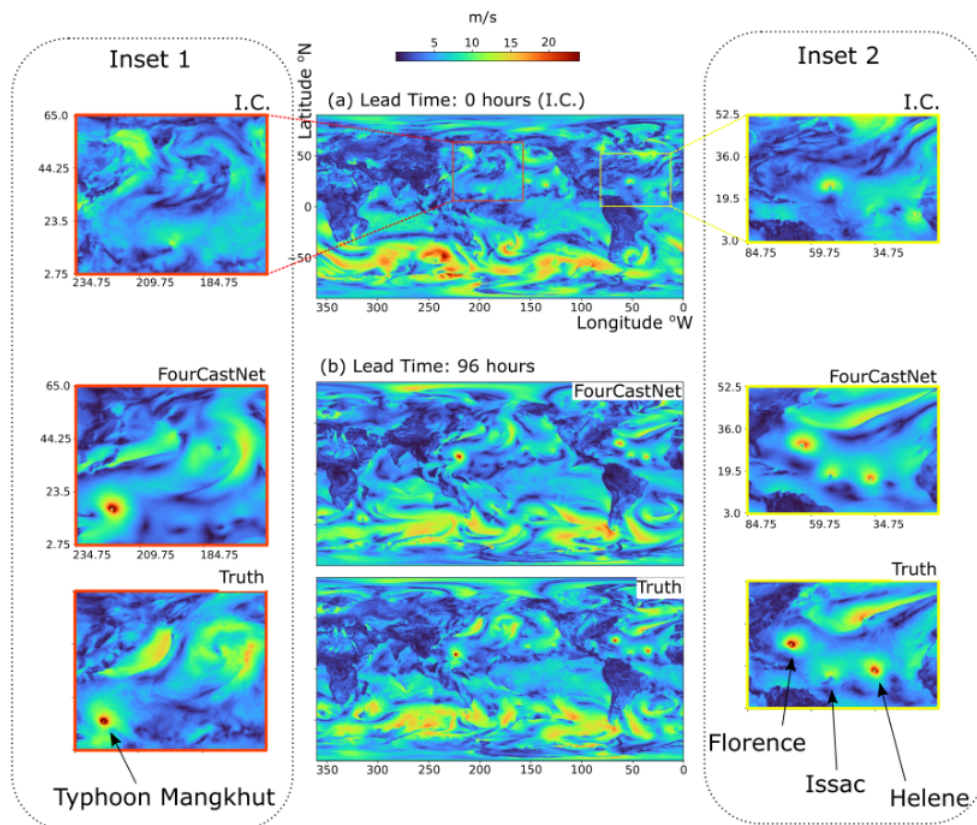 m/s
5 10 15 20
Inset 1
Inset 2
Latitude °N
(a) Lead Time: 0 hours (I.C.)
I.C.
65.0
44.25
23.5
2.75
234.75 209.75 184.75
50
0
−50
350 300 250 200 150 100 50 0
Longitude °W
I.C.
52.5
36.0
19.5
3.0
84.75 59.75 34.75
(b) Lead Time: 96 hours
FourCastNet
65.0
44.25
23.5
2.75
234.75 209.75 184.75
FourCastNet
FourCastNet
52.5
36.0
19.5
3.0
84.75 59.75 34.75
Truth
Typhoon Mangkhut
Truth
350 300 250 200 150 100 50 0
Truth
Florence
Issac
Helene